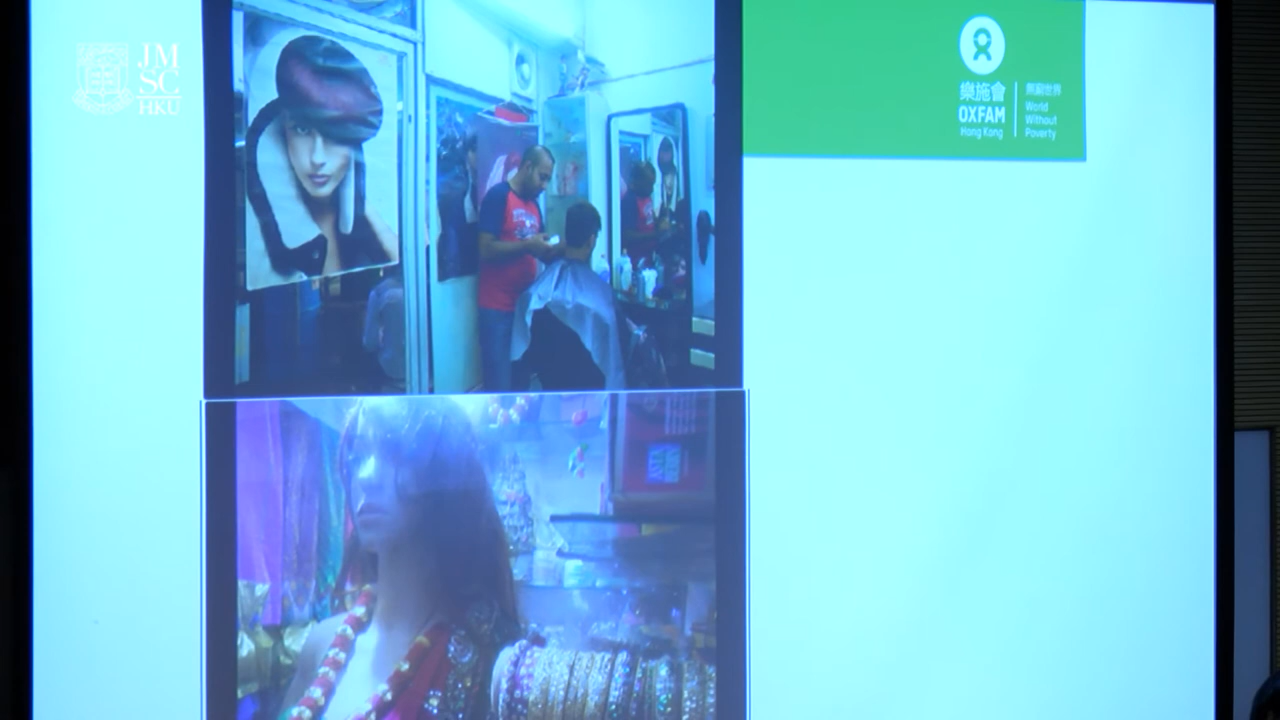 JM
SC
HKU
樂施會
OXFAM
Hong Kong
無窮世界
World
Without
Poverty